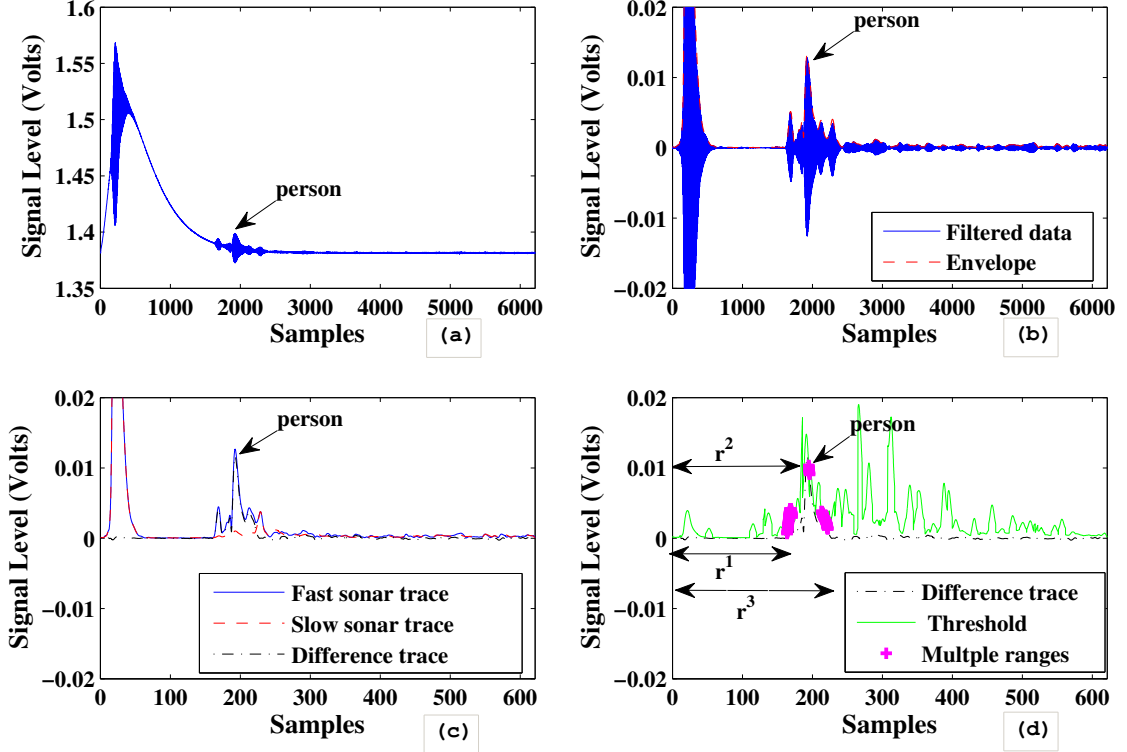 1.6
1.55
1.5
1.45
1.4
1.35
Signal Level (Volts)
person
0 1000 2000 3000 4000 5000 6000
Samples
(a)
0.02
0.01
0
−0.01
−0.02
Signal Level (Volts)
person
Filtered data
Envelope
0 1000 2000 3000 4000 5000 6000
Samples
(b)
0.02
0.01
0
−0.01
−0.02
Signal Level (Volts)
person
Fast sonar trace
Slow sonar trace
Difference trace
0 100 200 300 400 500 600
Samples
(c)
0.02
0.01
0
−0.01
−0.02
Signal Level (Volts)
person
r²
r¹
r³
Difference trace
Threshold
Multple ranges
0 100 200 300 400 500 600
Samples
(d)